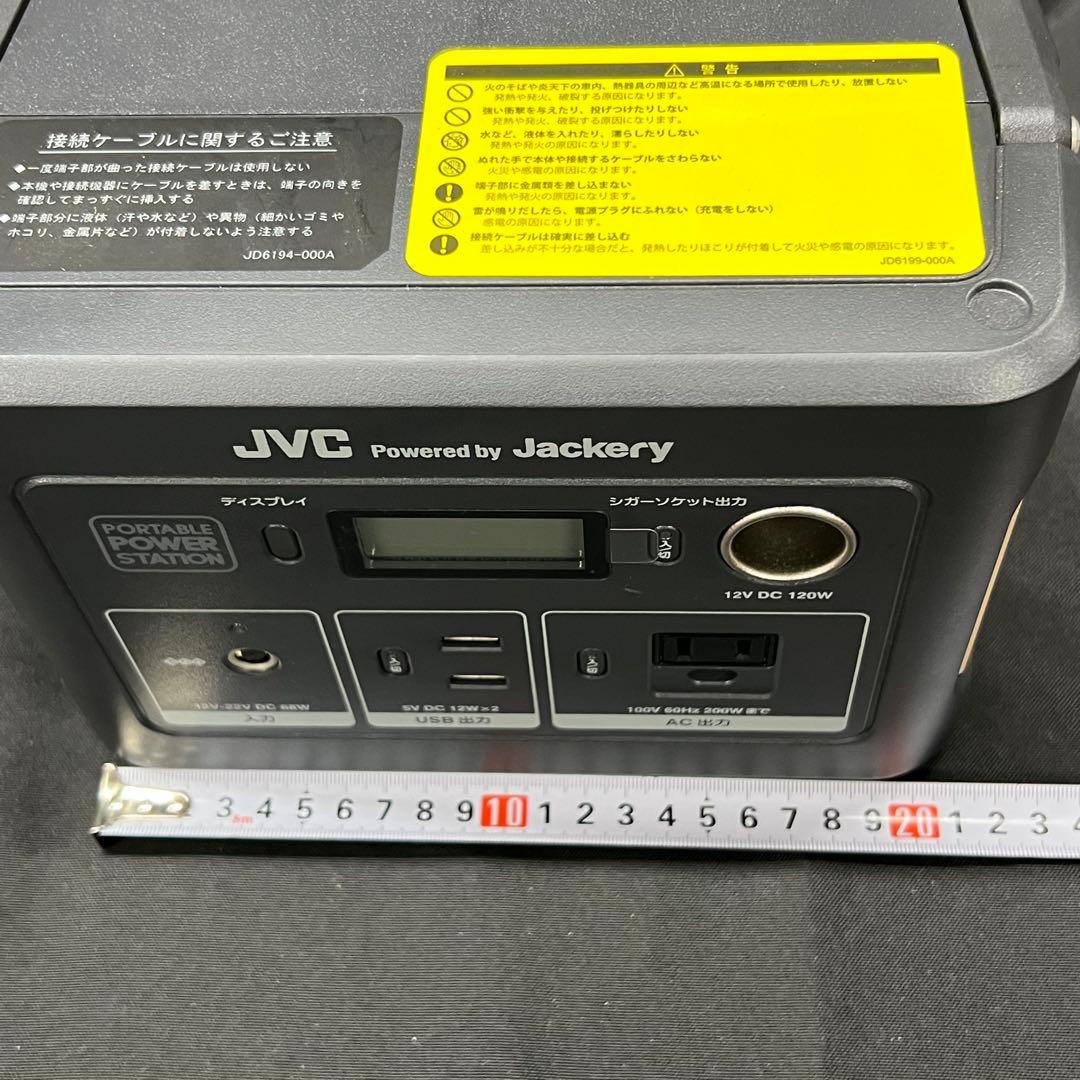 警告
火のそばや炎天下の車内、熱器具の周辺など高温になる場所で使用したり、放置しない
発熱や発火、破裂する原因になります。
強い衝撃を与えたり、投げつけたりしない
発熱や発火、破裂する原因になります。
水など、液体を入れたり、濡らしたりしない
発熱や発火の原因になります。
ぬれた手で本体や接続するケーブルをさわらない
火災や感電の原因になります。
端子部に金属類を差し込まない
発熱や発火の原因になります。
雷が鳴りだしたら、電源プラグにふれない（充電をしない）
感電の原因になります。
接続ケーブルは確実に差し込む
差し込みが不十分な場合だと、発熱したりほこりが付着して火災や感電の原因になります。
JD6199-000A
接続ケーブルに関するご注意
◆一度端子部が曲った接続ケーブルは使用しない
◆本機や接続機器にケーブルを差すときは、端子の向きを
確認してまっすぐに挿入する
◆端子部分に液体（汗や水など）や異物（細かいゴミや
ホコリ、金属片など）が付着しないよう注意する
JD6194-000A
JVC Powered by Jackery
ディスプレイ
シガーソケット出力
PORTABLE
POWER
STATION
入/切
12V DC 120W
入/切
入/切
12V-22V DC 68W
入力
5V DC 12W×2
USB 出力
100V 60Hz 200Wまで
AC 出力
3 4 5 6 7 8 9 10 1 2 3 4 5 6 7 8 9 20 1 2 3